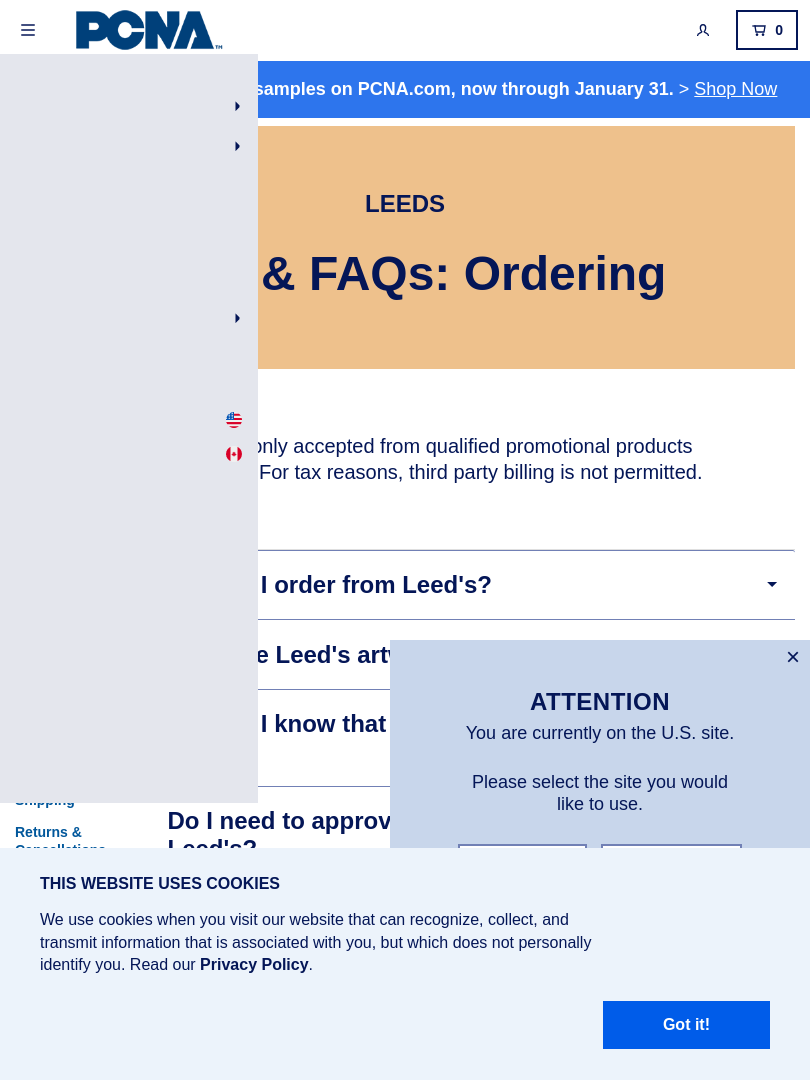 PCNA™
0
samples on PCNA.com, now through January 31. > Shop Now
LEEDS
& FAQs: Ordering
only accepted from qualified promotional products
For tax reasons, third party billing is not permitted.
I order from Leed's?
Leed's
I know that
Do I need to approv
Leed's?
Shipping
Returns &
Cancellations
×
ATTENTION
You are currently on the U.S. site.
Please select the site you would
like to use.
THIS WEBSITE USES COOKIES
We use cookies when you visit our website that can recognize, collect, and
transmit information that is associated with you, but which does not personally
identify you. Read our Privacy Policy.
Got it!